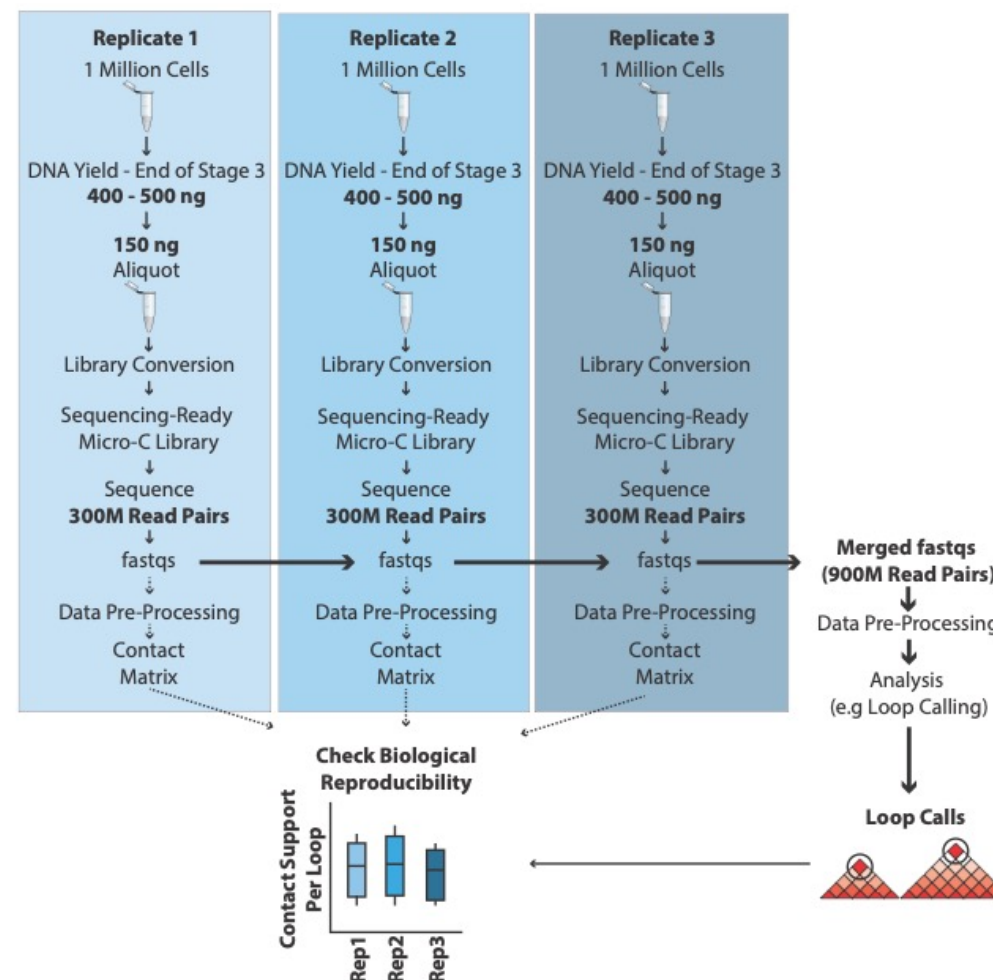 Replicate 1
1 Million Cells
DNA Yield - End of Stage 3
400 - 500 ng
150 ng
Aliquot
Library Conversion
Sequencing-Ready
Micro-C Library
Sequence
300M Read Pairs
fastqs
Data Pre-Processing
Contact
Matrix
Replicate 2
1 Million Cells
DNA Yield - End of Stage 3
400 - 500 ng
150 ng
Aliquot
Library Conversion
Sequencing-Ready
Micro-C Library
Sequence
300M Read Pairs
fastqs
Data Pre-Processing
Contact
Matrix
Replicate 3
1 Million Cells
DNA Yield - End of Stage 3
400 - 500 ng
150 ng
Aliquot
Library Conversion
Sequencing-Ready
Micro-C Library
Sequence
300M Read Pairs
fastqs
Data Pre-Processing
Contact
Matrix
Merged fastqs
(900M Read Pairs)
Data Pre-Processing
Analysis
(e.g Loop Calling)
Loop Calls
Check Biological
Reproducibility
Contact Support
Per Loop
Rep1
Rep2
Rep3